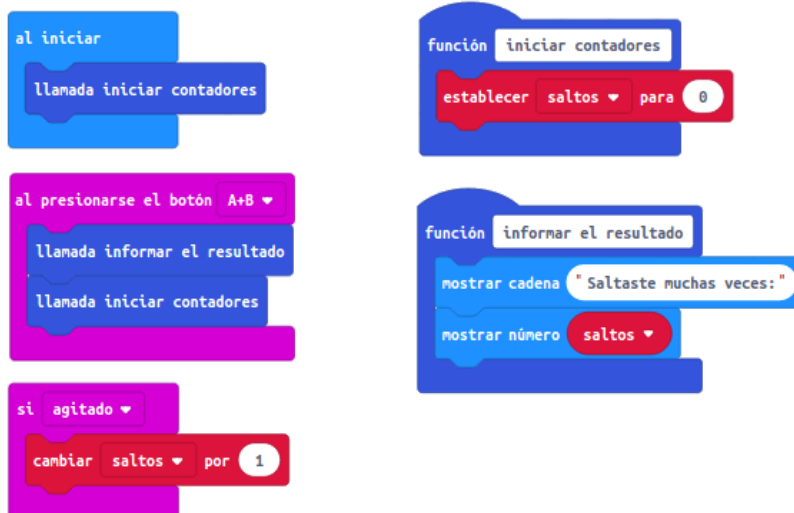 al iniciar
llamada iniciar contadores
al presionarse el botón A+B
llamada informar el resultado
llamada iniciar contadores
si agitado
cambiar saltos por 1
función iniciar contadores
establecer saltos para 0
función informar el resultado
mostrar cadena "Saltaste muchas veces:"
mostrar número saltos